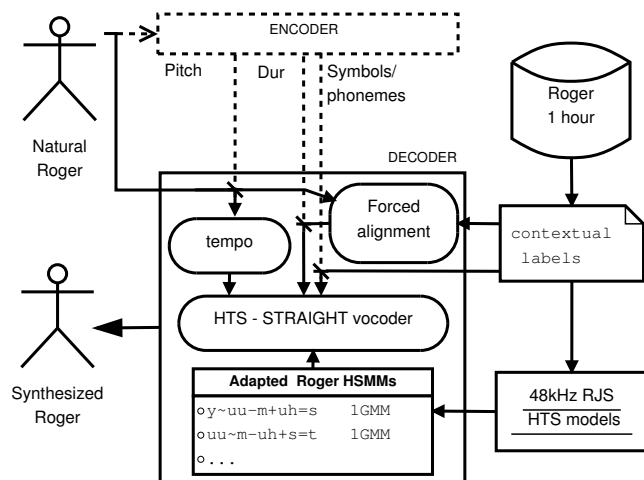 ENCODER
Pitch
Dur
Symbols/
phonemes
Natural
Roger
Roger
1 hour
DECODER
Forced
alignment
tempo
contextual
labels
HTS - STRAIGHT vocoder
Synthesized
Roger
Adapted Roger HSMMs
y~uu-m+uh=s 1GMM
uu~m-uh+s=t 1GMM
...
48kHz RJS
HTS models